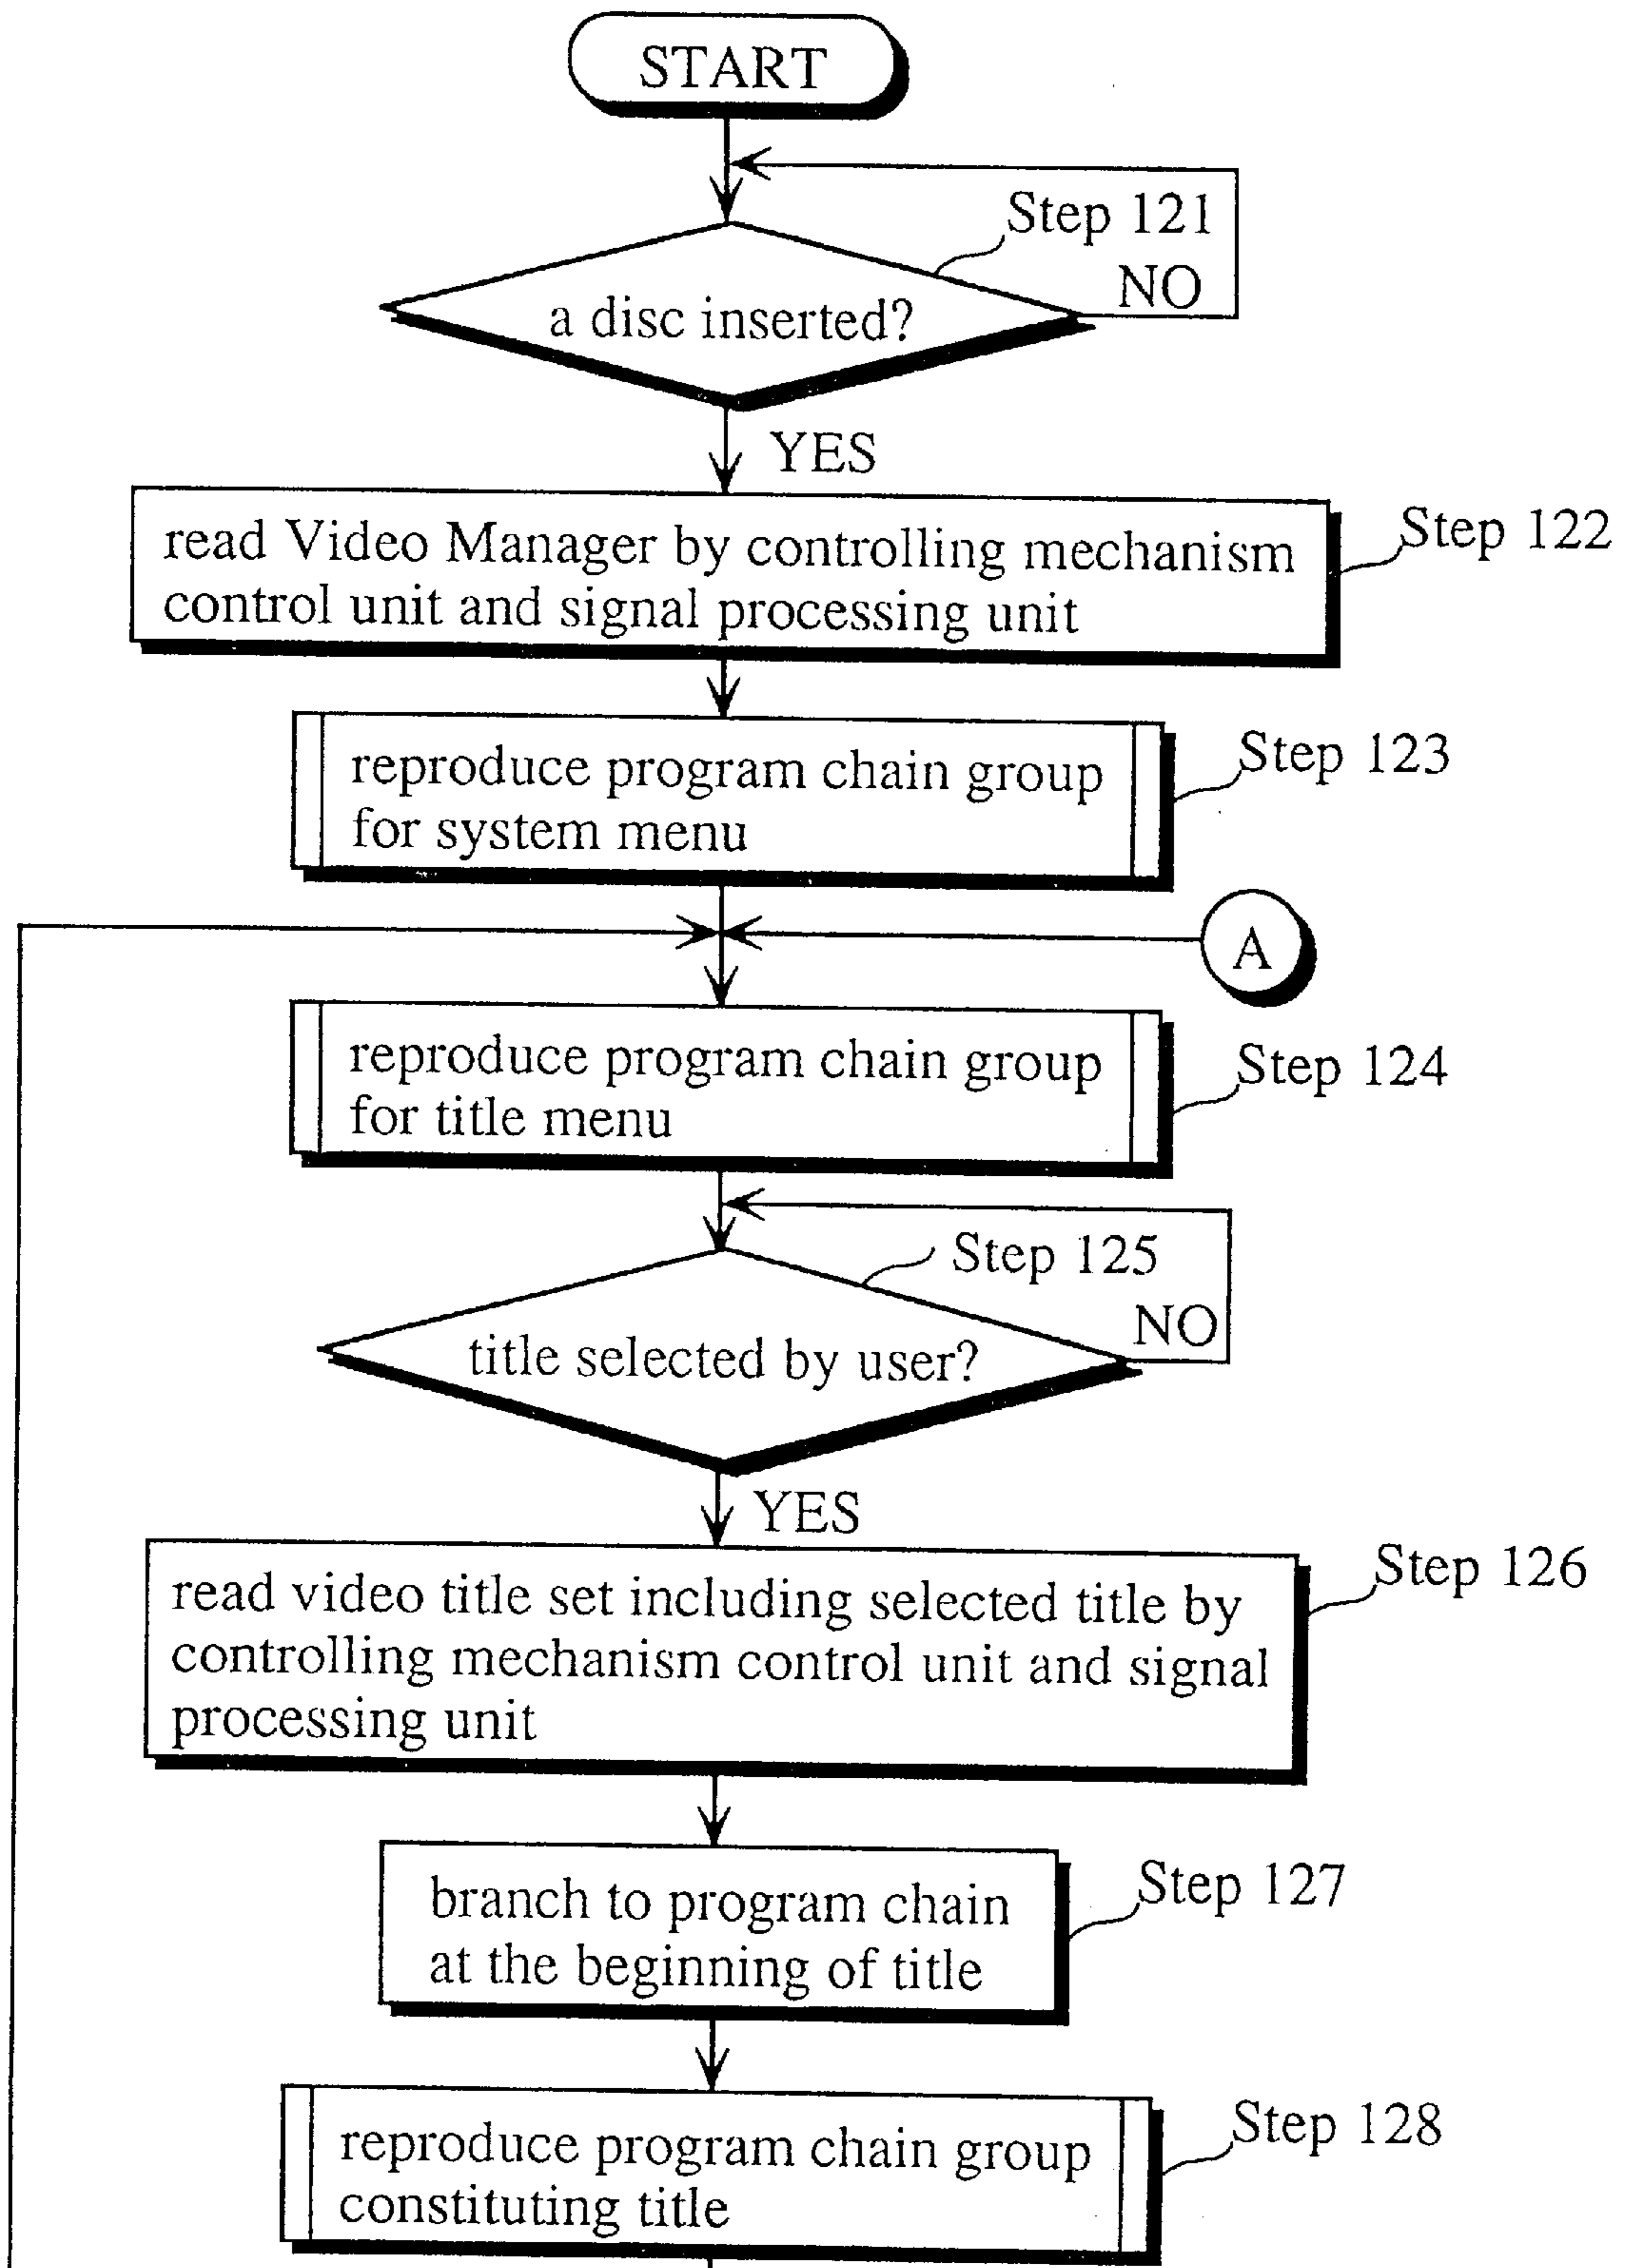 START
Step 121
NO
a disc inserted?
YES
read Video Manager by controlling mechanism
control unit and signal processing unit
Step 122
reproduce program chain group
for system menu
Step 123
A
reproduce program chain group
for title menu
Step 124
Step 125
NO
title selected by user?
YES
read video title set including selected title by
controlling mechanism control unit and signal
processing unit
Step 126
branch to program chain
at the beginning of title
Step 127
reproduce program chain group
constituting title
Step 128